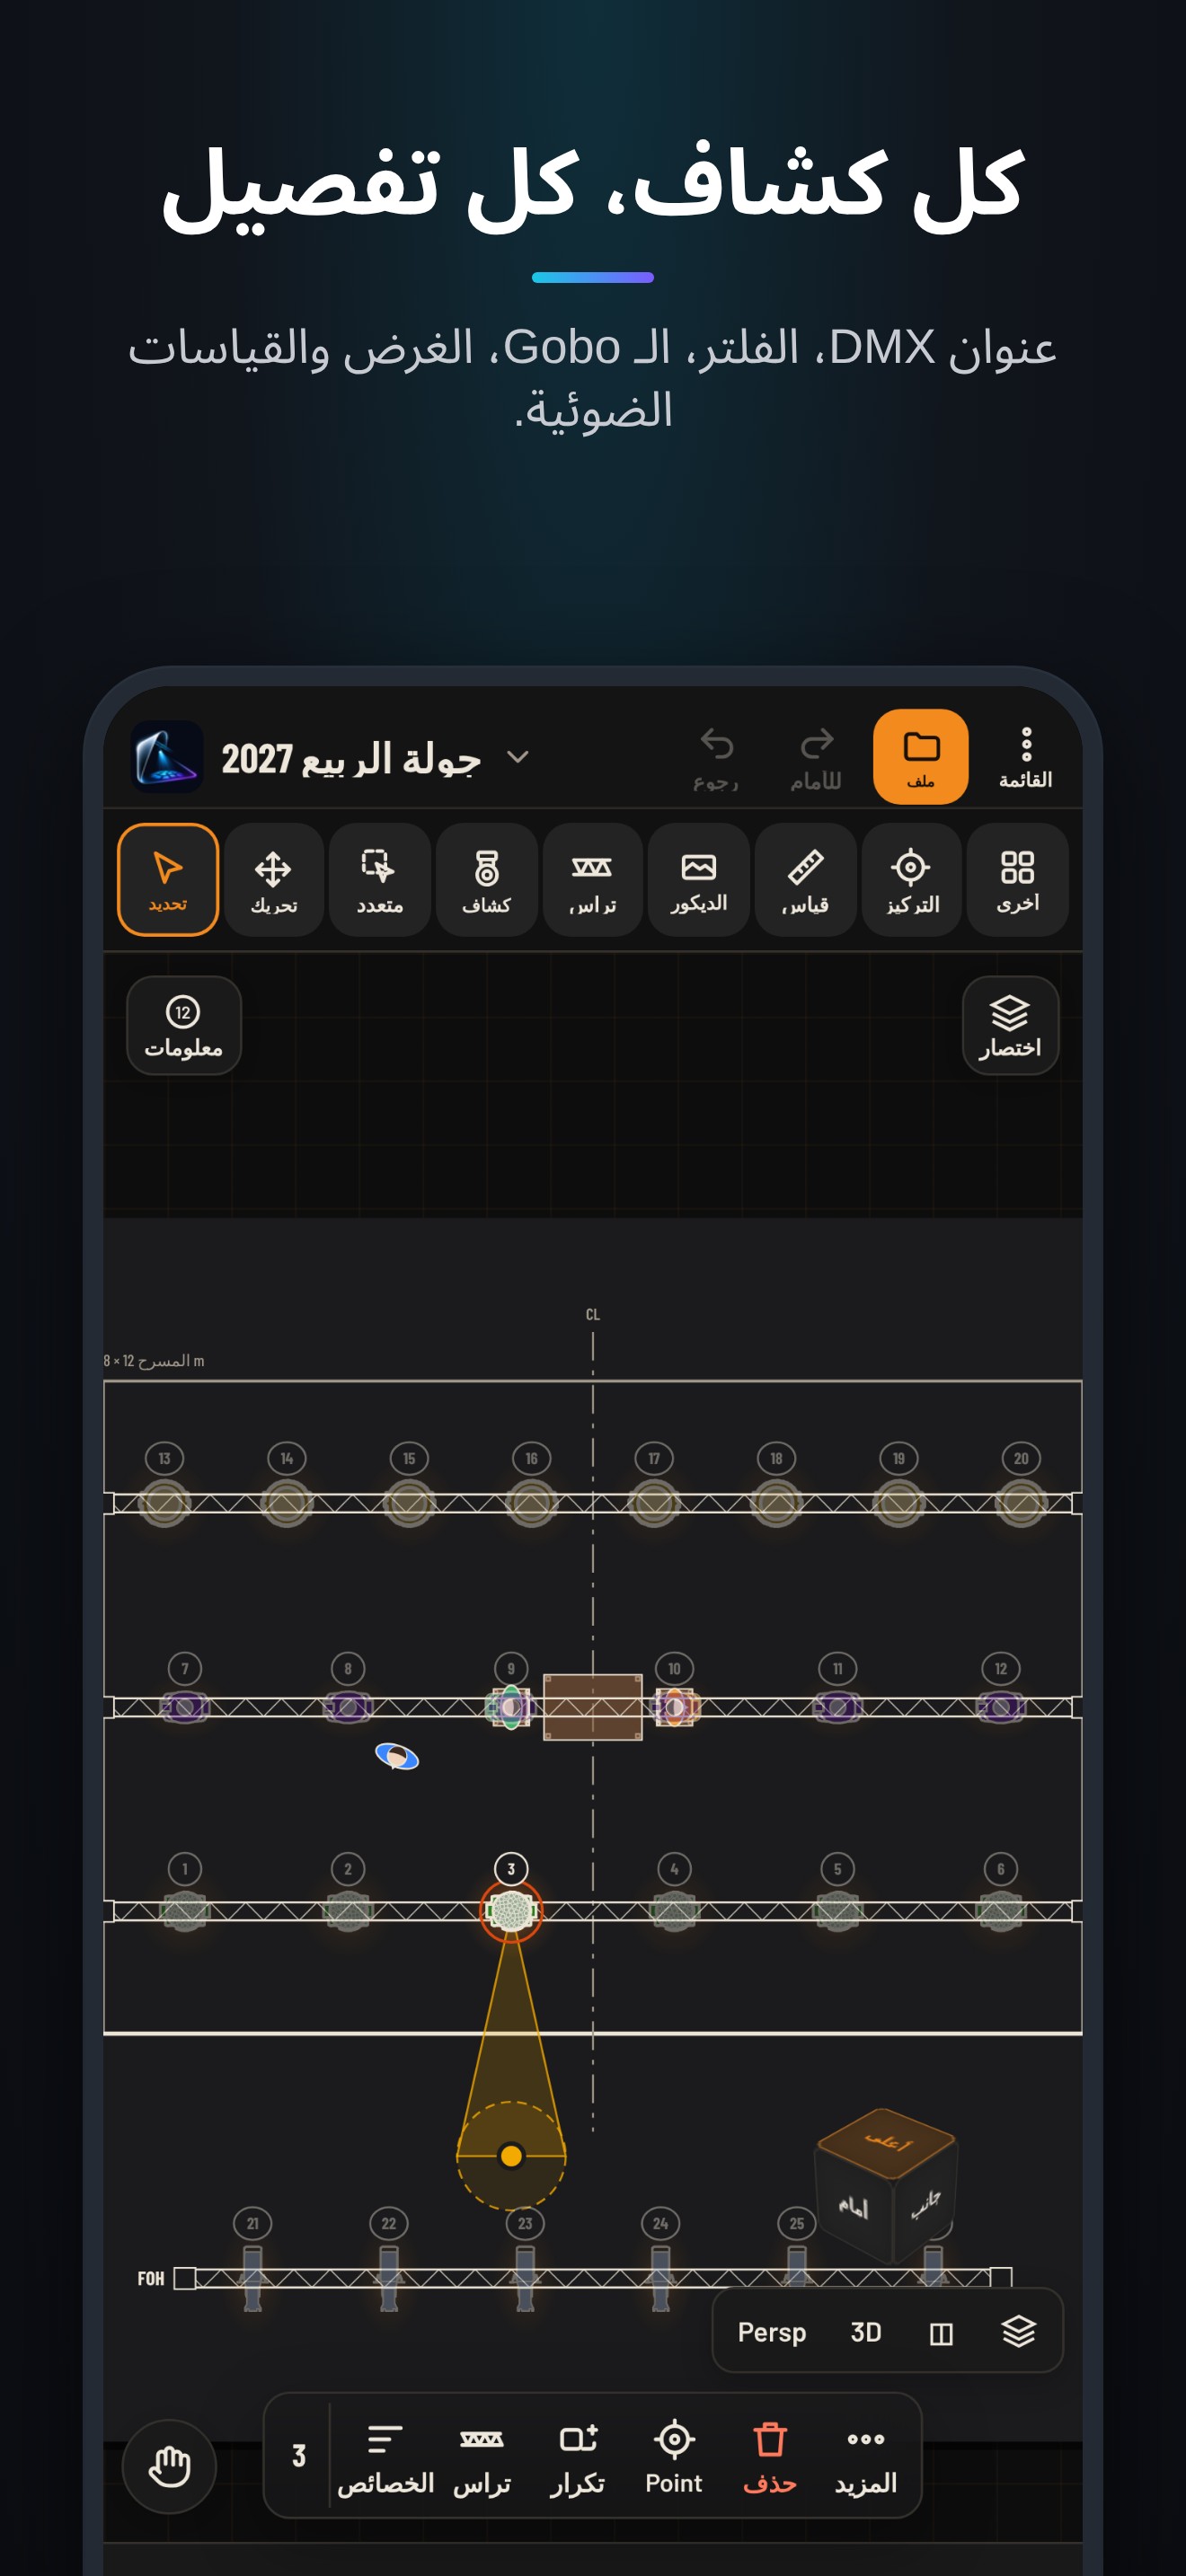 كل كشاف، كل تفصيل
عنوان DMX، الفلتر، الـ Gobo، الغرض والقياسات
الضوئية.
جولة الربيع 2027
رجوع
للأمام
ملف
القائمة
تحديد
تحريك
متعدد
كشاف
تراس
الديكور
قياس
التركيز
أخرى
12
معلومات
اختصار
CL
8 × 12 المسرح m
13 14 15 16 17 18 19 20
7 8 9 10 11 12
1 2 3 4 5 6
أعلى
أمام
جانب
21 22 23 24 25
FOH
Persp 3D
3
الخصائص
تراس
تكرار
Point
حذف
المزيد